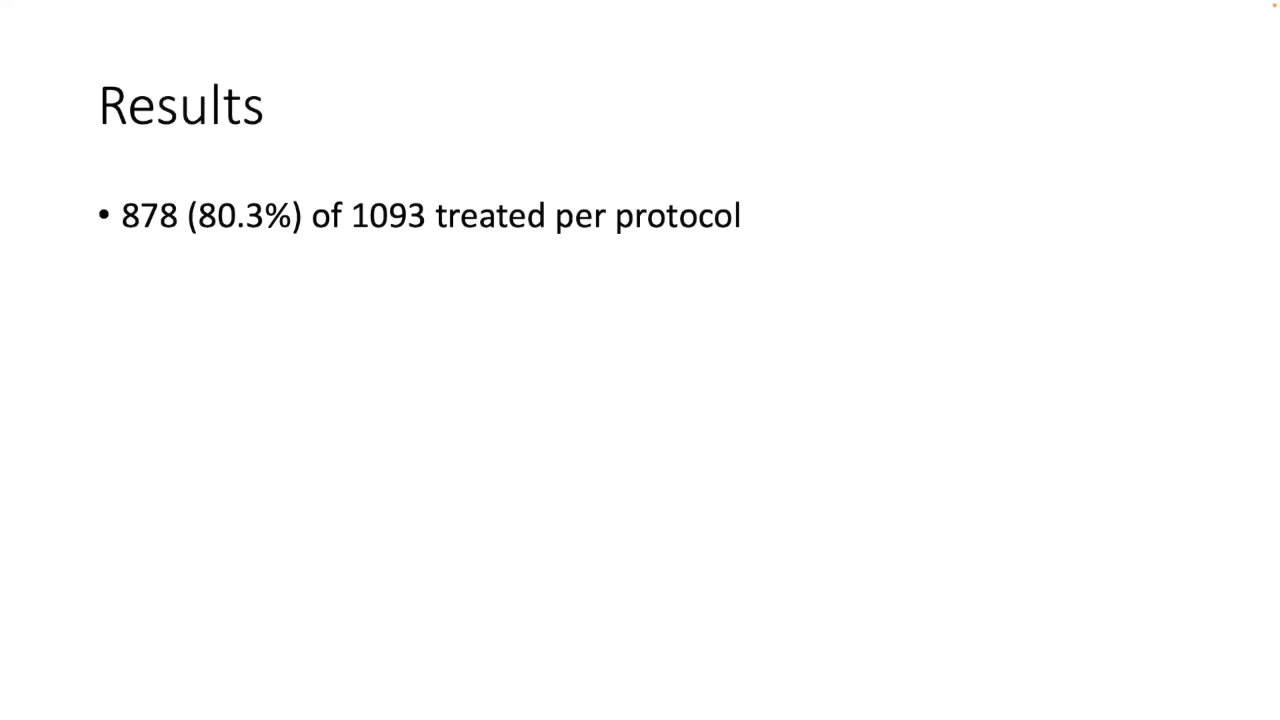 Results
• 878 (80.3%) of 1093 treated per protocol